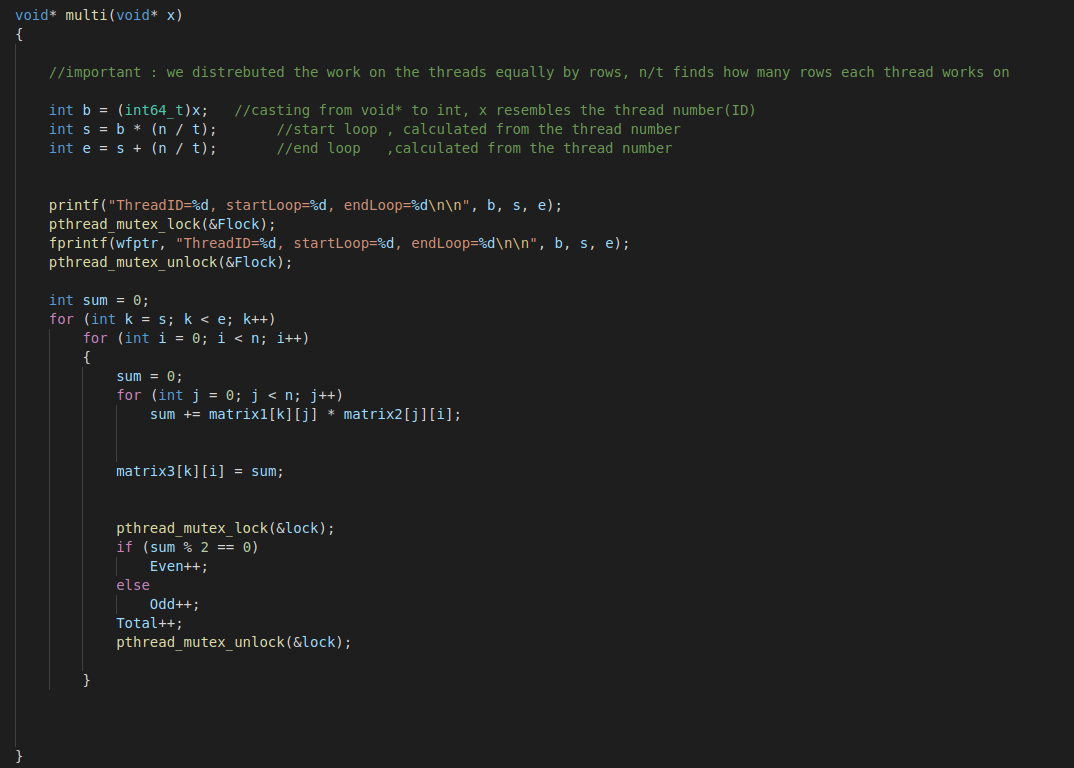 void* multi(void* x)
{
//important : we distrebuted the work on the threads equally by rows, n/t finds how many rows each thread works on
int b = (int64_t)x;   //casting from void* to int, x resembles the thread number(ID)
int s = b * (n / t);       //start loop , calculated from the thread number
int e = s + (n / t);       //end loop   ,calculated from the thread number
printf("ThreadID=%d, startLoop=%d, endLoop=%d\n\n", b, s, e);
pthread_mutex_lock(&Flock);
fprintf(wfptr, "ThreadID=%d, startLoop=%d, endLoop=%d\n\n", b, s, e);
pthread_mutex_unlock(&Flock);
int sum = 0;
for (int k = s; k < e; k++)
for (int i = 0; i < n; i++)
{
sum = 0;
for (int j = 0; j < n; j++)
sum += matrix1[k][j] * matrix2[j][i];
matrix3[k][i] = sum;
pthread_mutex_lock(&lock);
if (sum % 2 == 0)
Even++;
else
Odd++;
Total++;
pthread_mutex_unlock(&lock);
}
}